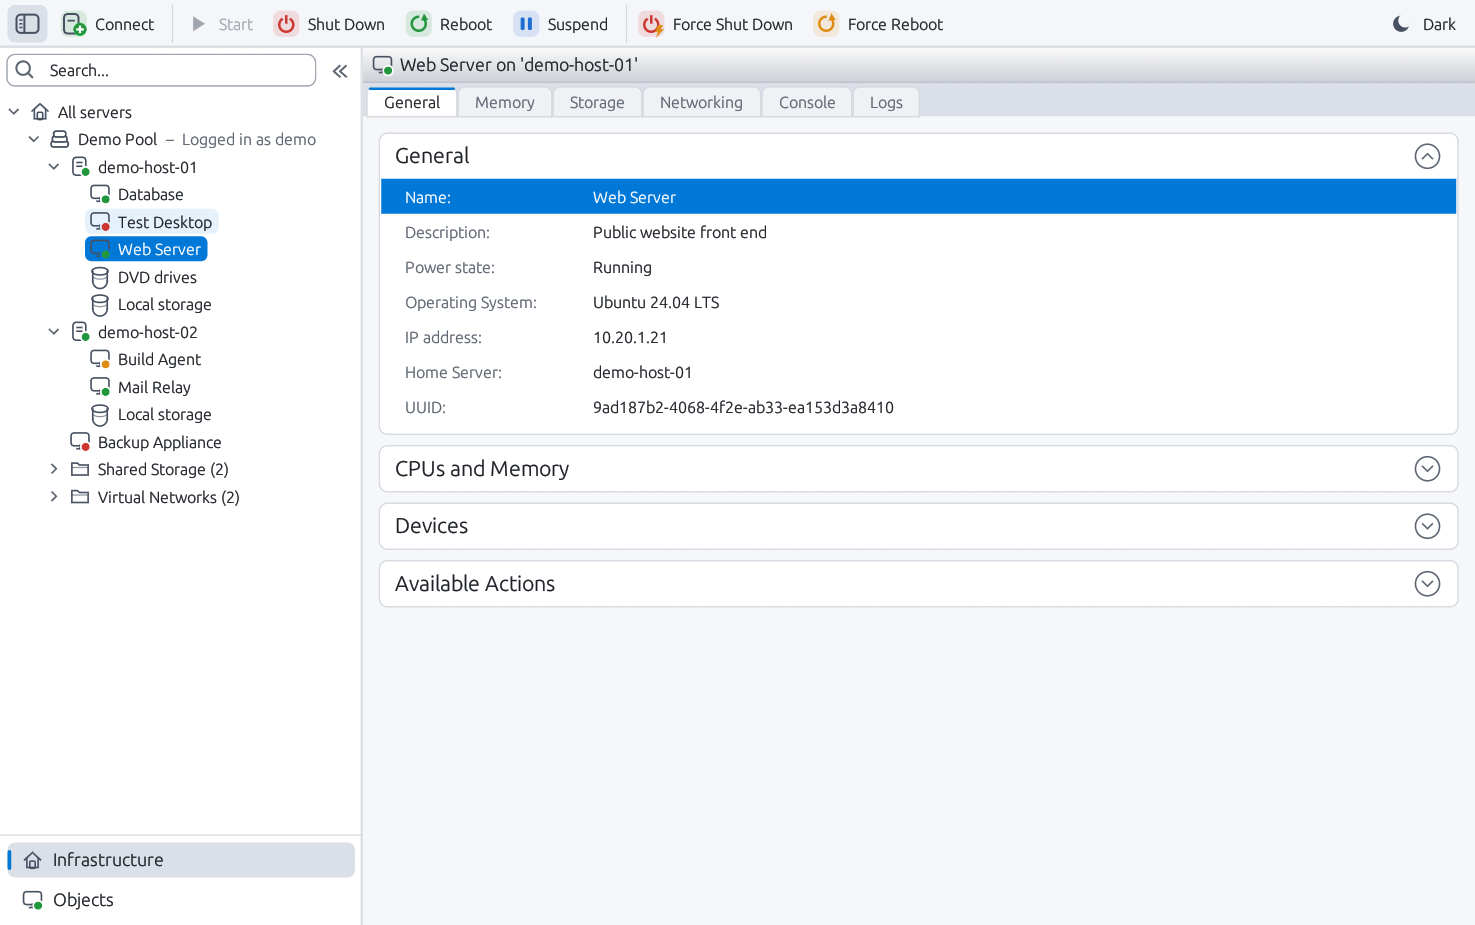 Connect Start Shut Down Reboot Suspend Force Shut Down Force Reboot Dark
Search...
All servers
Demo Pool – Logged in as demo
demo-host-01
Database
Test Desktop
Web Server
DVD drives
Local storage
demo-host-02
Build Agent
Mail Relay
Local storage
Backup Appliance
Shared Storage (2)
Virtual Networks (2)
Infrastructure
Objects
Web Server on 'demo-host-01'
General Memory Storage Networking Console Logs
General
Name: Web Server
Description: Public website front end
Power state: Running
Operating System: Ubuntu 24.04 LTS
IP address: 10.20.1.21
Home Server: demo-host-01
UUID: 9ad187b2-4068-4f2e-ab33-ea153d3a8410
CPUs and Memory
Devices
Available Actions